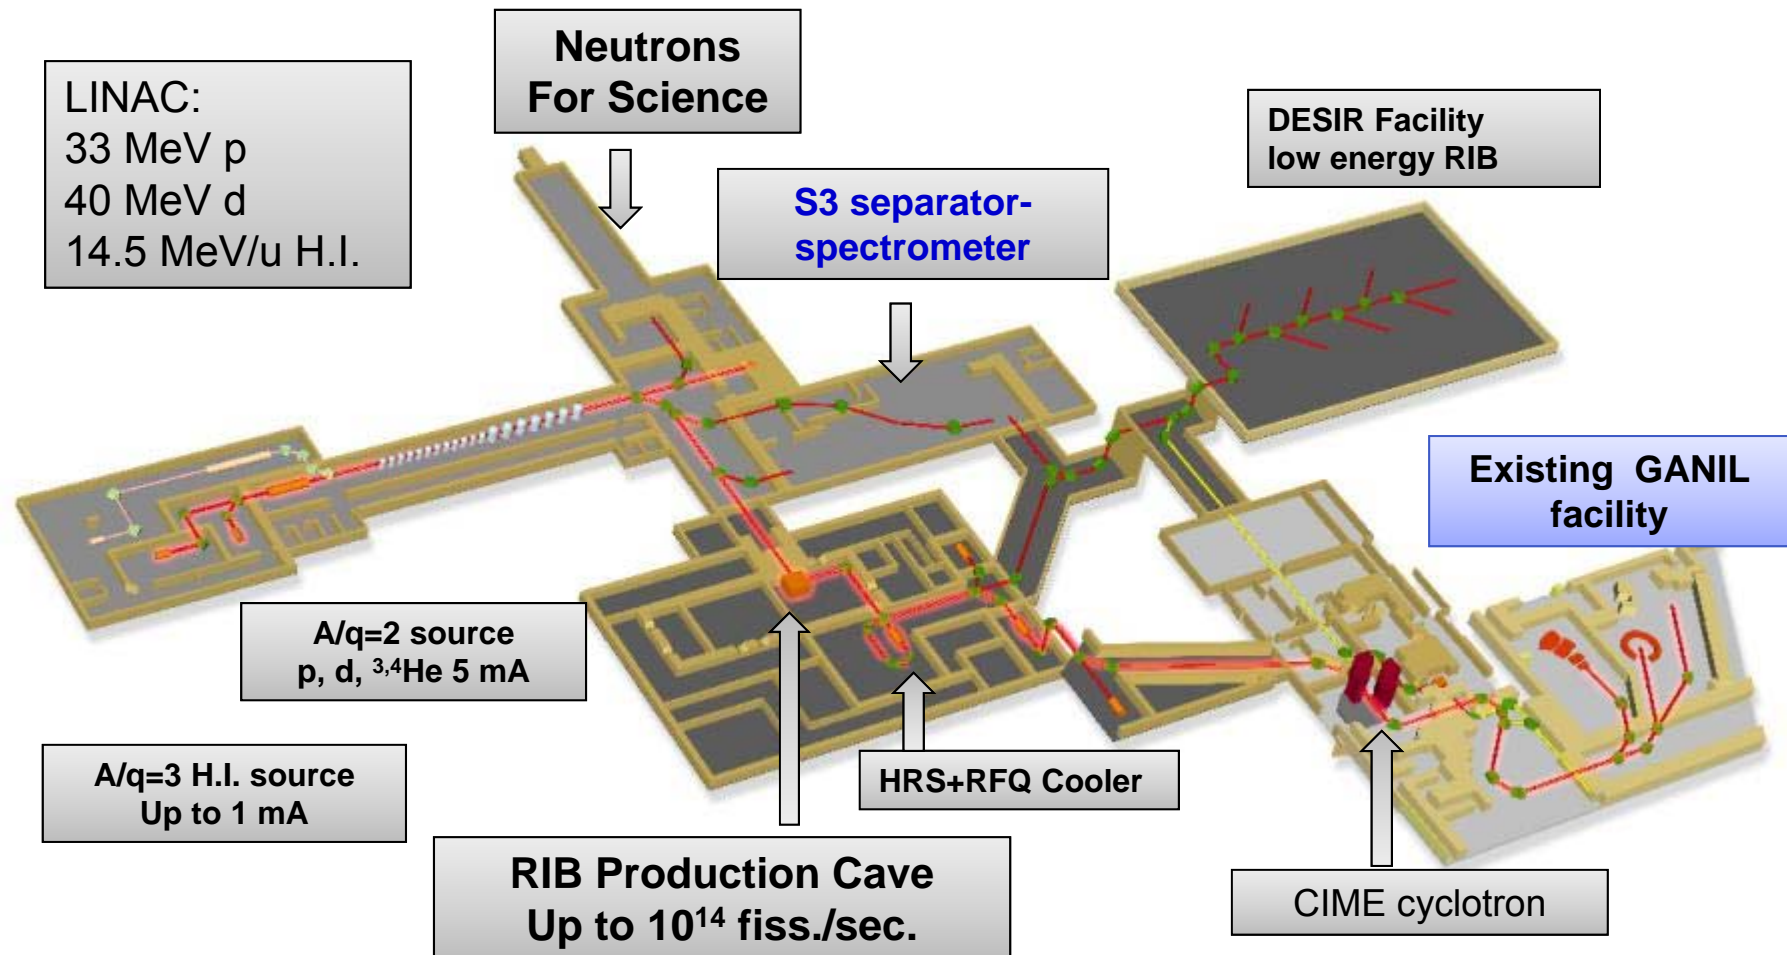 Neutrons
For Science
LINAC:
33 MeV p
40 MeV d
14.5 MeV/u H.I.
DESIR Facility
low energy RIB
S3 separator-
spectrometer
Existing  GANIL
facility
A/q=2 source
p, d, ³,⁴He 5 mA
A/q=3 H.I. source
Up to 1 mA
HRS+RFQ Cooler
RIB Production Cave
Up to 10¹⁴ fiss./sec.
CIME cyclotron